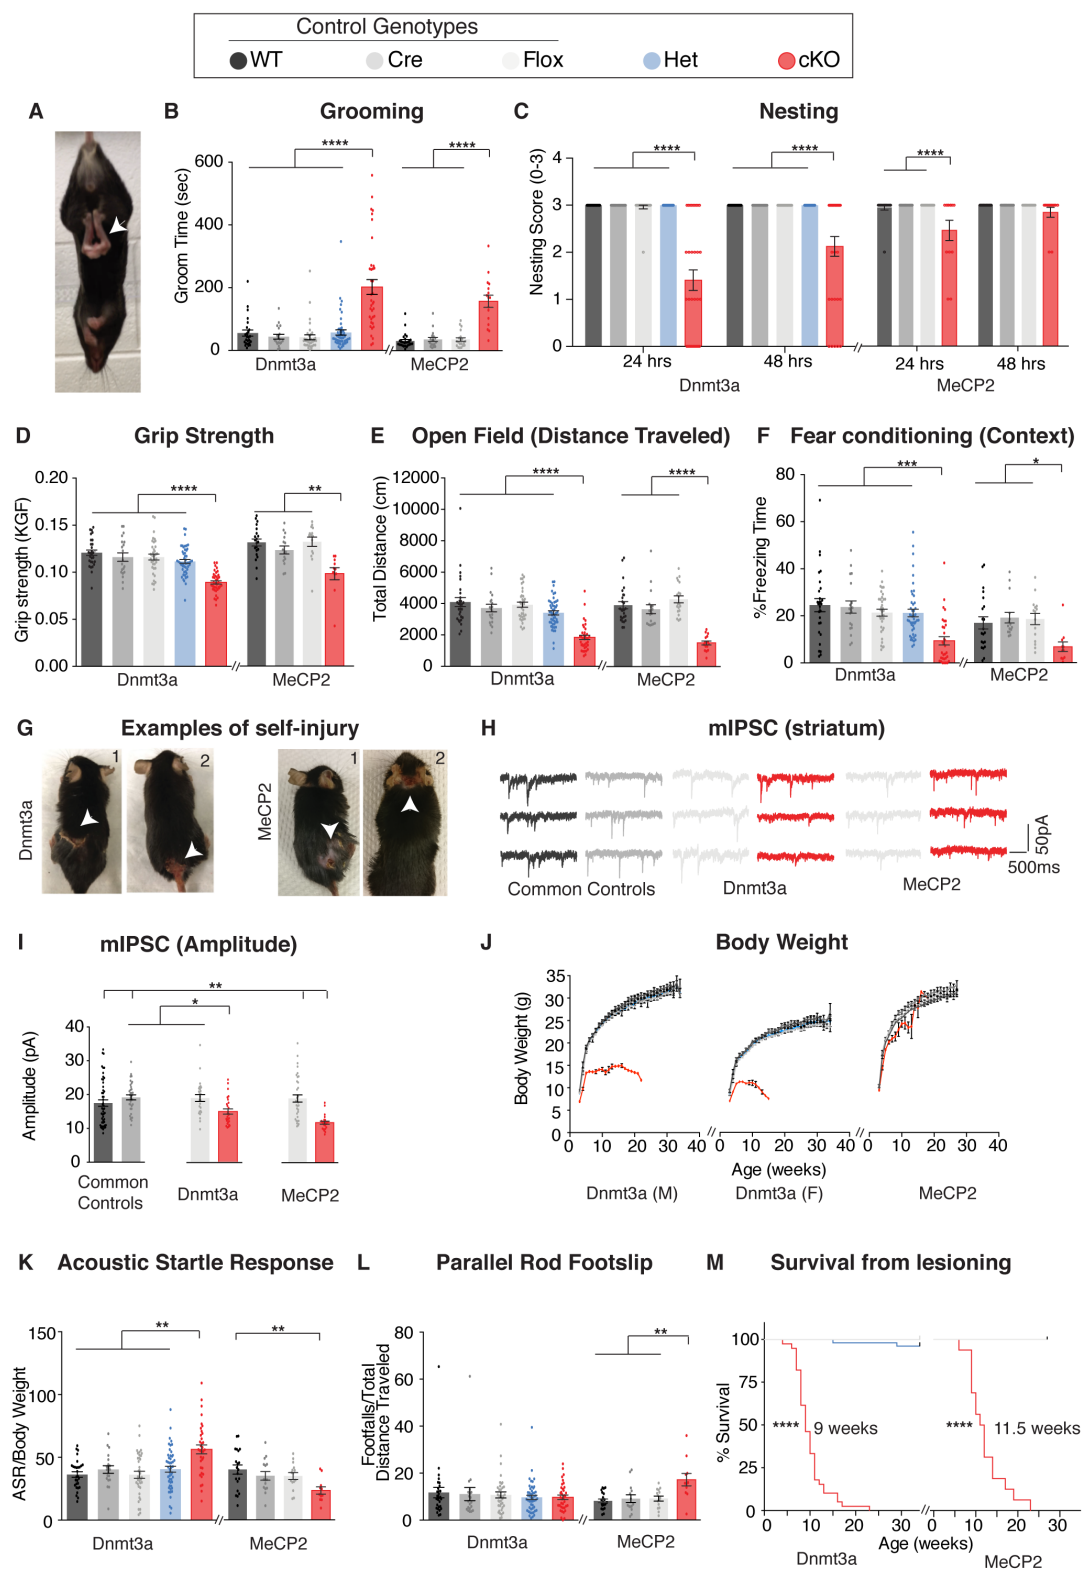 Control Genotypes
WT Cre Flox Het cKO
A B Grooming C Nesting
Groom Time (sec)
600
400
200
0
****
****
Dnmt3a MeCP2
Nesting Score (0-3)
4
3
2
1
0
****
****
****
24 hrs 48 hrs 24 hrs 48 hrs
Dnmt3a MeCP2
D Grip Strength E Open Field (Distance Traveled) F Fear conditioning (Context)
Grip strength (KGF)
0.20
0.15
0.10
0.05
0.00
****
**
Dnmt3a MeCP2
Total Distance (cm)
12000
10000
8000
6000
4000
2000
0
****
****
Dnmt3a MeCP2
%Freezing Time
80
60
40
20
0
***
*
Dnmt3a MeCP2
G Examples of self-injury H mIPSC (striatum)
Dnmt3a
1
2
MeCP2
1
2
50pA
500ms
Common Controls Dnmt3a MeCP2
I mIPSC (Amplitude) J Body Weight
Amplitude (pA)
40
30
20
10
0
**
*
Common
Controls
Dnmt3a MeCP2
Body Weight (g)
35
30
25
20
15
10
5
0
0 10 20 30 40 0 10 20 30 40 0 10 20 30 40
Age (weeks)
Dnmt3a (M) Dnmt3a (F) MeCP2
K Acoustic Startle Response L Parallel Rod Footslip M Survival from lesioning
ASR/Body Weight
150
100
50
0
**
**
Dnmt3a MeCP2
Footfalls/Total
Distance Traveled
80
60
40
20
0
**
Dnmt3a MeCP2
% Survival
100
75
50
25
0
**** 9 weeks **** 11.5 weeks
0 10 20 30 0 10 20 30
Age (weeks)
Dnmt3a MeCP2